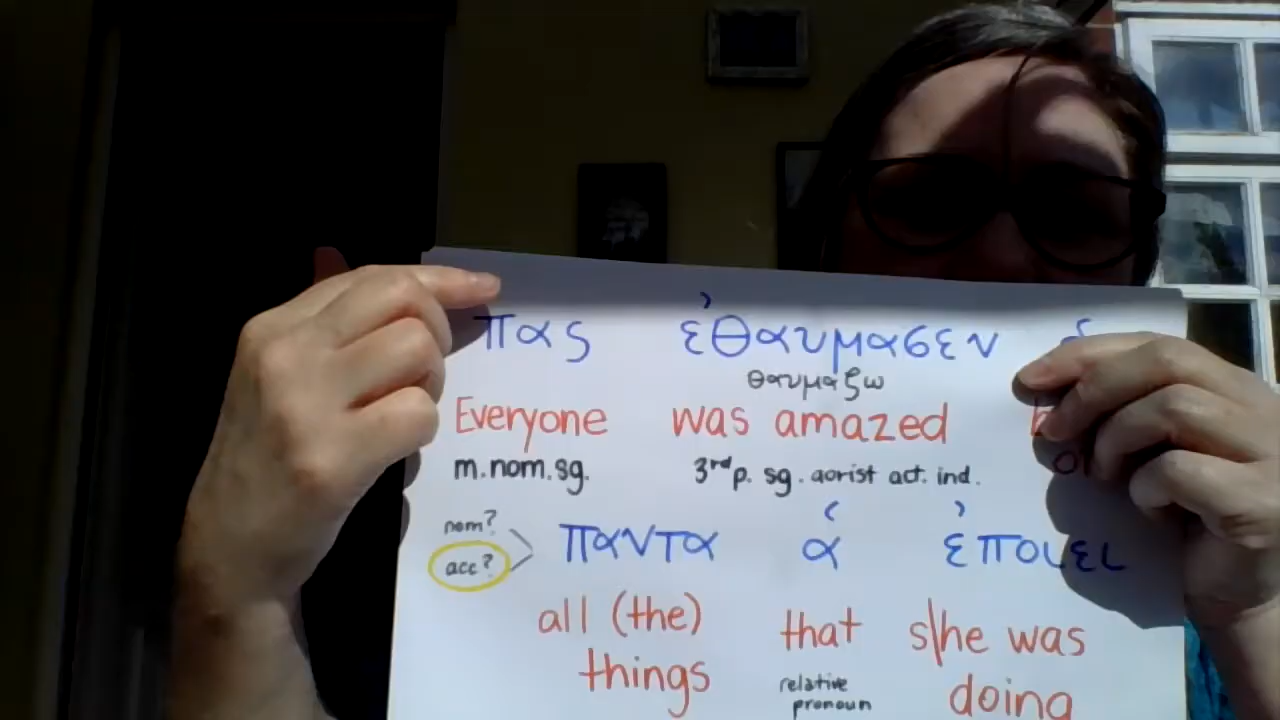 πας ἐθαυμασεν
θαυμαζω
Everyone was amazed
m.nom.sg. 3rd p. sg. aorist act. ind.
nom?
acc?
παντα ἁ ἐποιει
all (the) that s|he was
things doing
relative
pronoun